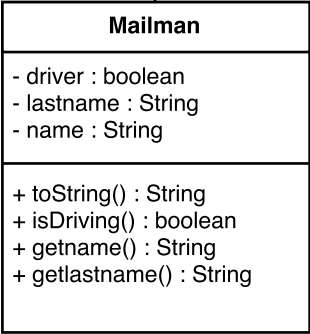 Mailman
- driver : boolean
- lastname : String
- name : String
+ toString() : String
+ isDriving() : boolean
+ getname() : String
+ getlastname() : String